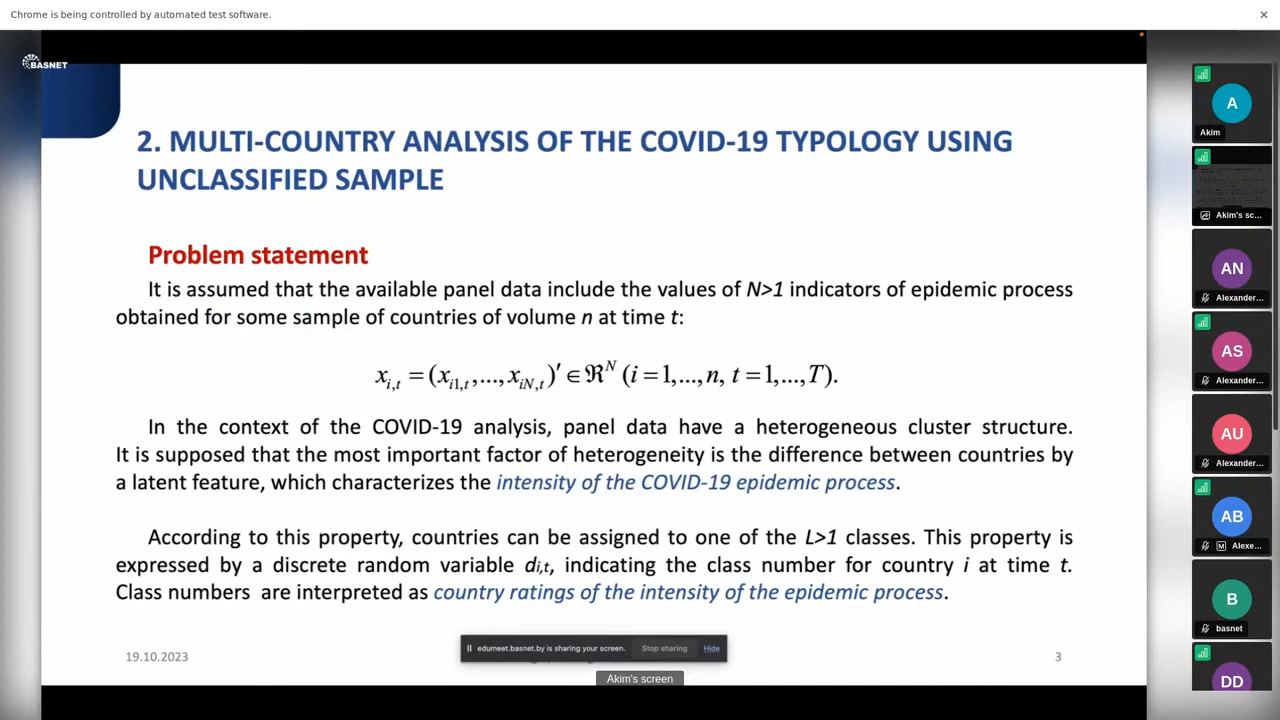 Chrome is being controlled by automated test software.
BASNET
2. MULTI-COUNTRY ANALYSIS OF THE COVID-19 TYPOLOGY USING
UNCLASSIFIED SAMPLE
Problem statement
It is assumed that the available panel data include the values of N>1 indicators of epidemic process
obtained for some sample of countries of volume n at time t:
x_{i,t} = (x_{i1,t},..., x_{iN,t})′ ∈ ℜ^N (i = 1,..., n, t = 1,..., T).
In the context of the COVID-19 analysis, panel data have a heterogeneous cluster structure.
It is supposed that the most important factor of heterogeneity is the difference between countries by
a latent feature, which characterizes the intensity of the COVID-19 epidemic process.
According to this property, countries can be assigned to one of the L>1 classes. This property is
expressed by a discrete random variable d_{i,t}, indicating the class number for country i at time t.
Class numbers are interpreted as country ratings of the intensity of the epidemic process.
19.10.2023
3
edumeet.basnet.by is sharing your screen. Stop sharing Hide
Akim's screen
A
Akim
Akim's sc...
AN
Alexander...
AS
Alexander...
AU
Alexander...
AB
M Alexe...
B
basnet
DD